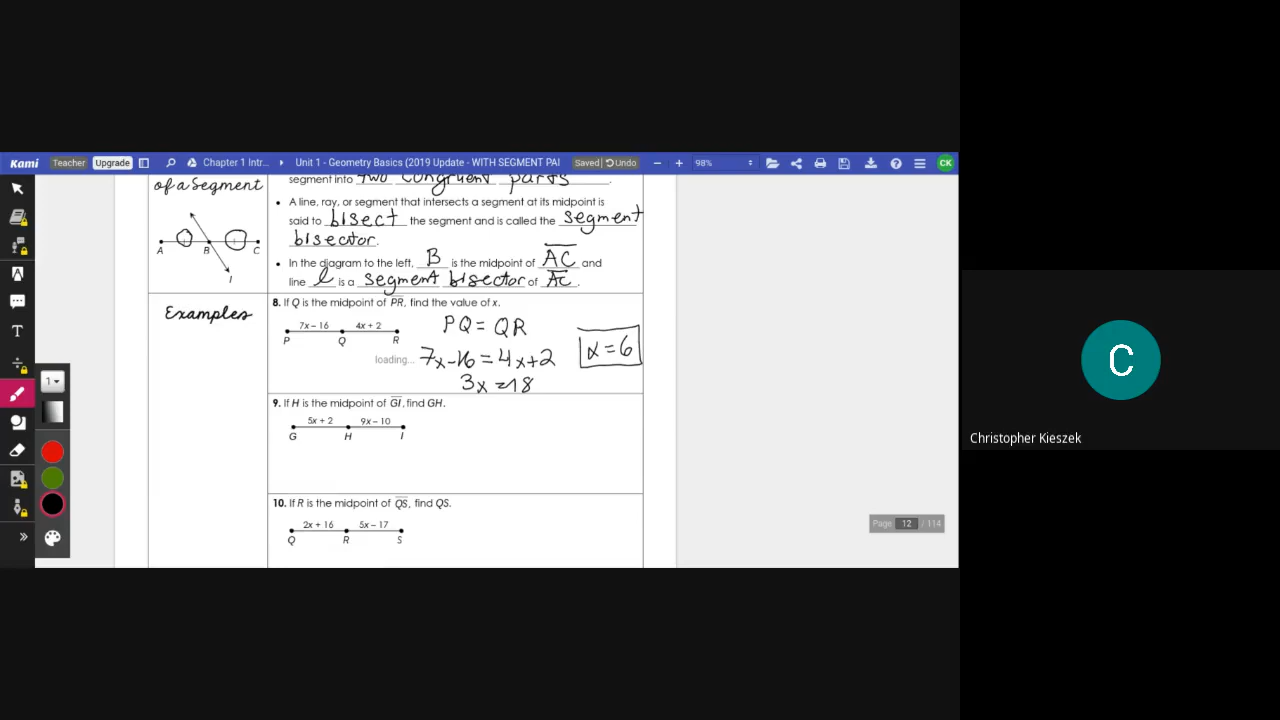 Kami Teacher Upgrade Chapter 1 Intr... Unit 1 - Geometry Basics (2019 Update - WITH SEGMENT PAI Saved Undo 98% CK
of a Segment
segment into two congruent parts.
• A line, ray, or segment that intersects a segment at its midpoint is
said to bisect the segment and is called the segment
bisector.
• In the diagram to the left, B is the midpoint of A̅C̅ and
line l is a segment bisector of A̅C̅.
A B C
l
Examples
8. If Q is the midpoint of P̅R̅, find the value of x.
7x – 16 4x + 2
P Q R
PQ = QR
loading...
7x-16 = 4x+2
3x = 18
x = 6
9. If H is the midpoint of G̅I̅, find GH.
5x + 2 9x – 10
G H I
10. If R is the midpoint of Q̅S̅, find QS.
2x + 16 5x – 17
Q R S
1
T
Page 12 / 114
C
Christopher Kieszek